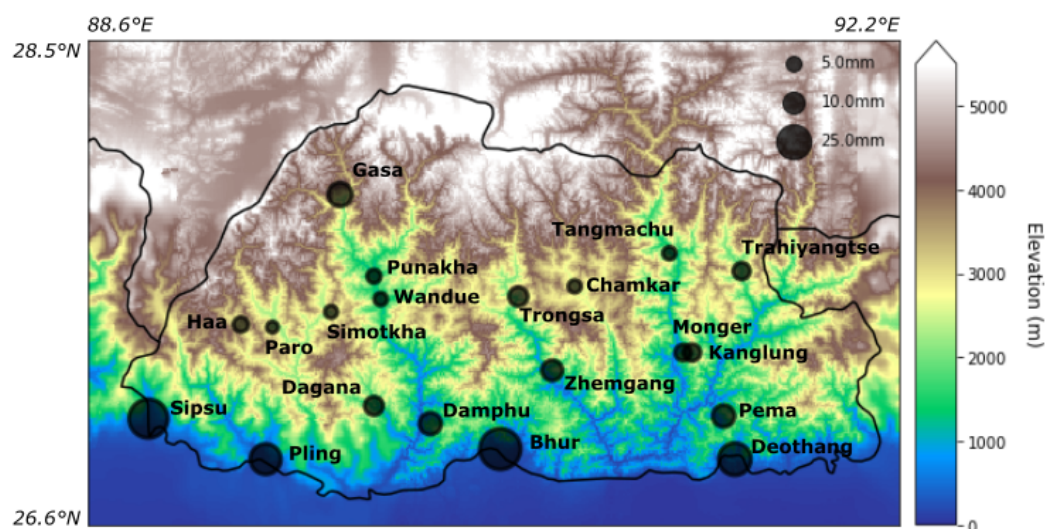 88.6°E
92.2°E
28.5°N
5.0mm
10.0mm
25.0mm
5000
Gasa
4000
Tangmachu
Trahiyangtse
Punakha
Chamkar
3000
Wandue
Trongsa
Haa
Simotkha
Monger
Paro
Kanglung
2000
Zhemgang
Dagana
Sipsu
Damphu
Pema
Bhur
Deothang
1000
Pling
26.6°N
0
Elevation (m)